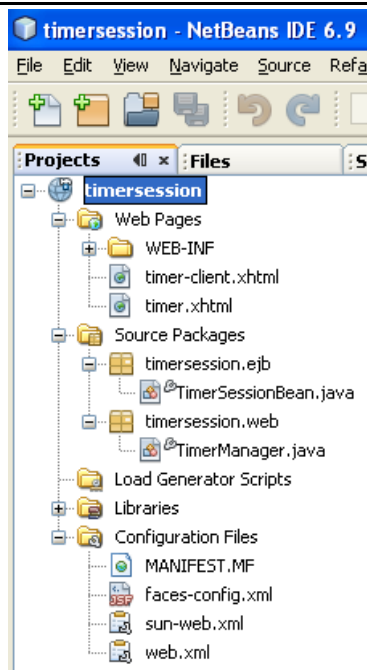 timersession - NetBeans IDE 6.9
File Edit View Navigate Source Refa
Projects Files S
timersession
Web Pages
WEB-INF
timer-client.xhtml
timer.xhtml
Source Packages
timersession.ejb
TimerSessionBean.java
timersession.web
TimerManager.java
Load Generator Scripts
Libraries
Configuration Files
MANIFEST.MF
faces-config.xml
sun-web.xml
web.xml